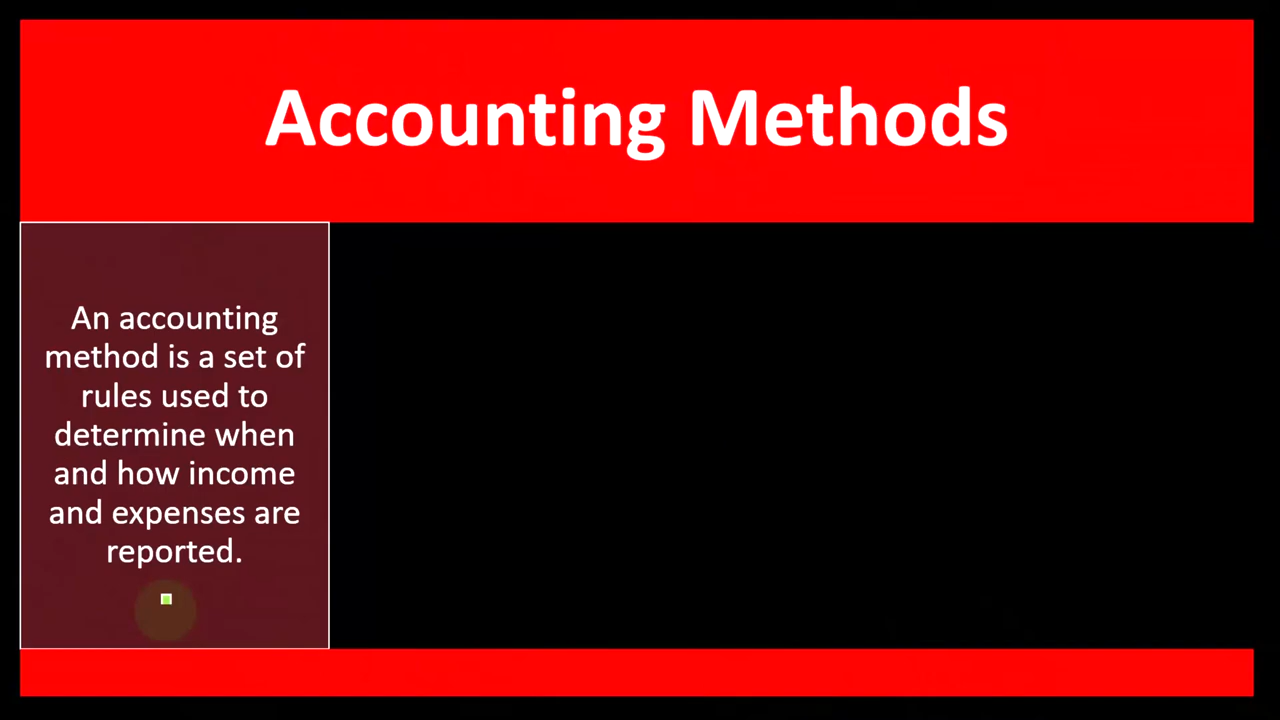 Accounting Methods
An accounting
method is a set of
rules used to
determine when
and how income
and expenses are
reported.